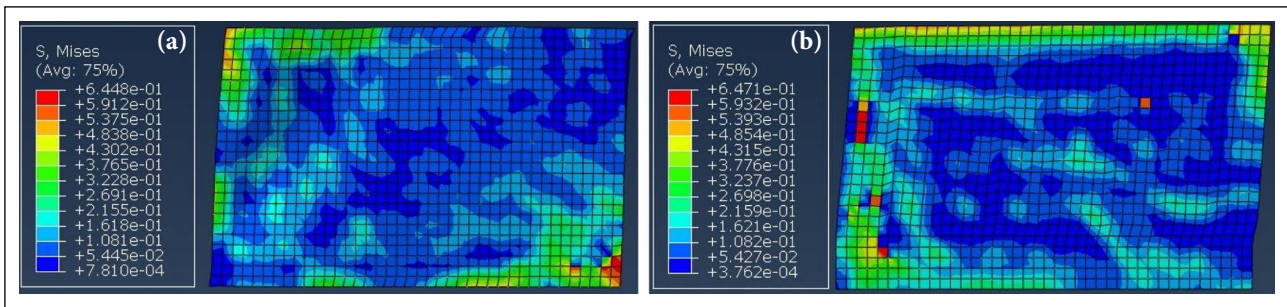 (a)
S, Mises
(Avg: 75%)
+6.448e-01
+5.912e-01
+5.375e-01
+4.838e-01
+4.302e-01
+3.765e-01
+3.228e-01
+2.691e-01
+2.155e-01
+1.618e-01
+1.081e-01
+5.445e-02
+7.810e-04
(b)
S, Mises
(Avg: 75%)
+6.471e-01
+5.932e-01
+5.393e-01
+4.854e-01
+4.315e-01
+3.776e-01
+3.237e-01
+2.698e-01
+2.159e-01
+1.621e-01
+1.082e-01
+5.427e-02
+3.762e-04